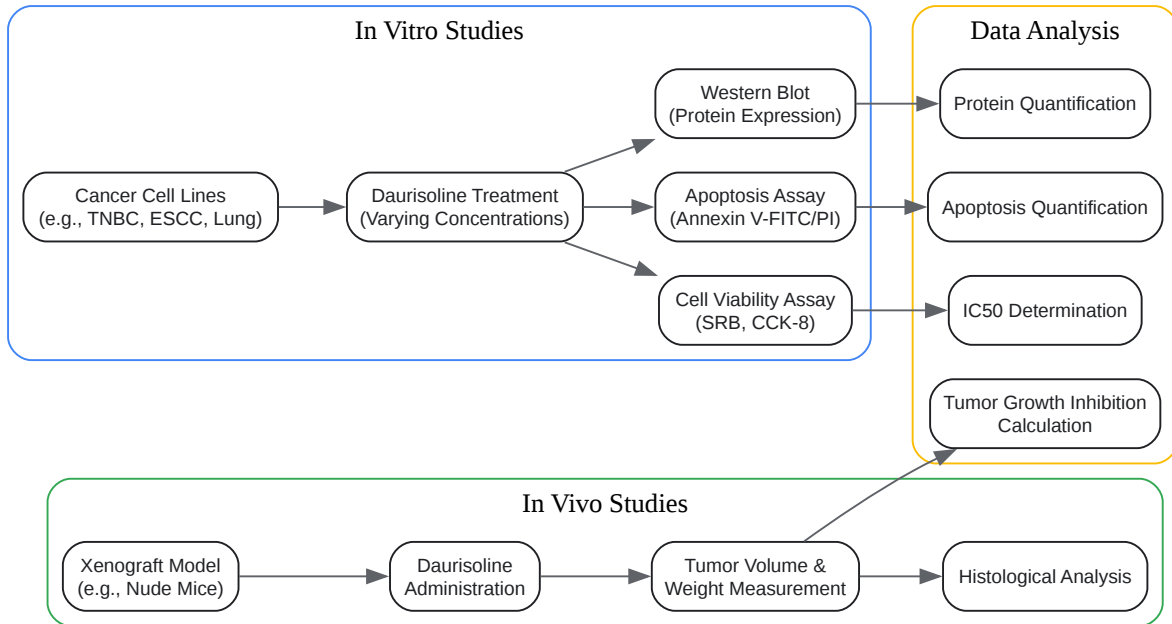 In Vitro Studies
Cancer Cell Lines
(e.g., TNBC, ESCC, Lung)
Daurisoline Treatment
(Varying Concentrations)
Western Blot
(Protein Expression)
Apoptosis Assay
(Annexin V-FITC/PI)
Cell Viability Assay
(SRB, CCK-8)
Data Analysis
Protein Quantification
Apoptosis Quantification
IC50 Determination
Tumor Growth Inhibition
Calculation
In Vivo Studies
Xenograft Model
(e.g., Nude Mice)
Daurisoline
Administration
Tumor Volume &
Weight Measurement
Histological Analysis